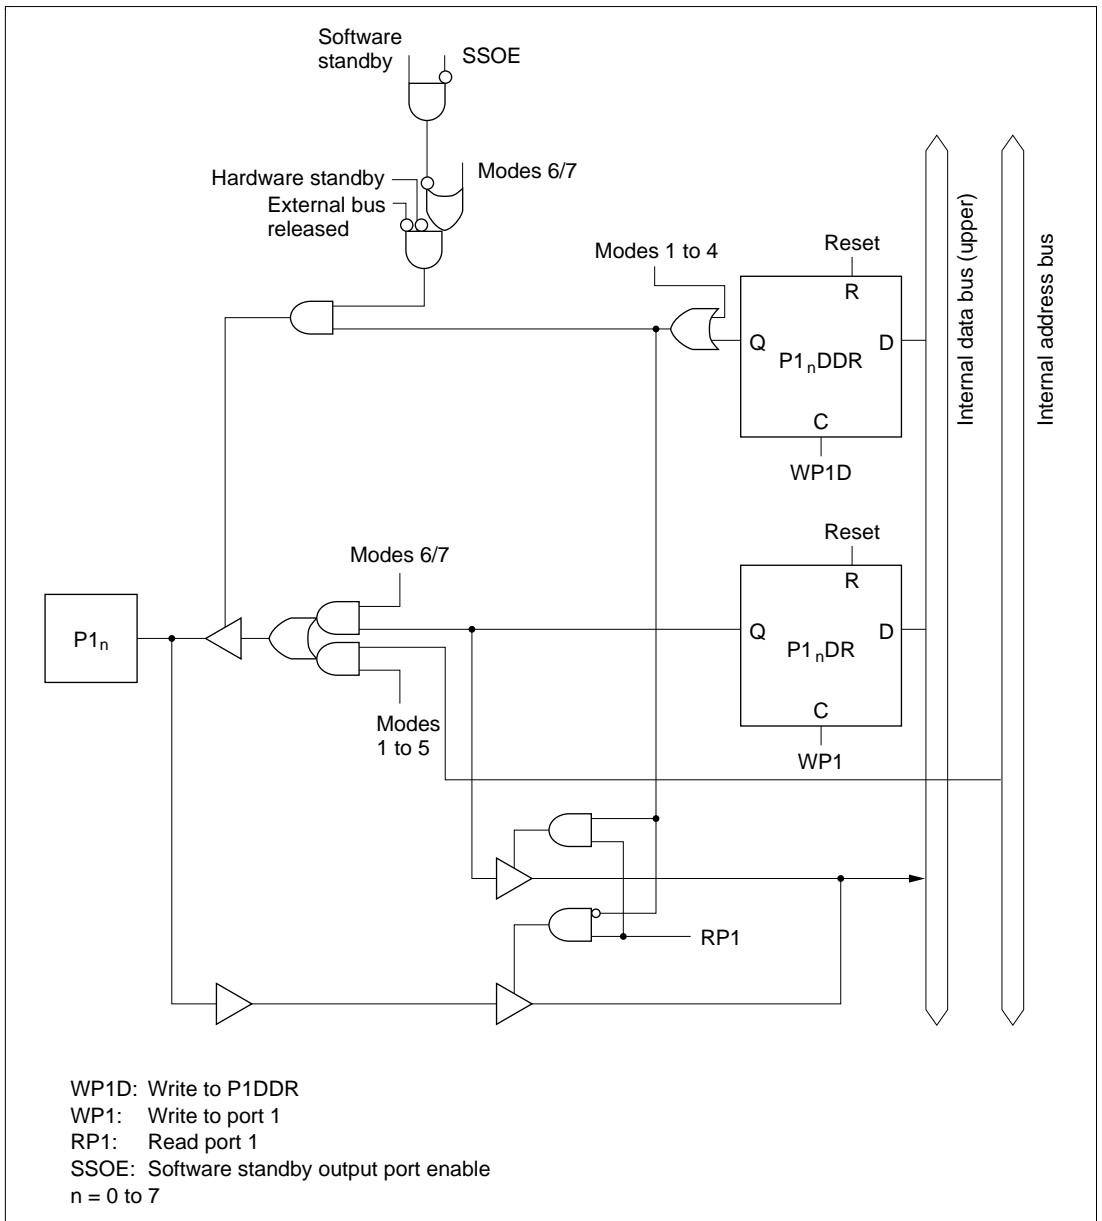 Software
standby
SSOE
Modes 6/7
Hardware standby
External bus
released
Modes 1 to 4
Reset
R
Q
D
P1nDDR
C
WP1D
Internal data bus (upper)
Internal address bus
Reset
R
Modes 6/7
P1n
Q
D
P1nDR
C
WP1
Modes
1 to 5
RP1
WP1D: Write to P1DDR
WP1: Write to port 1
RP1: Read port 1
SSOE: Software standby output port enable
n = 0 to 7